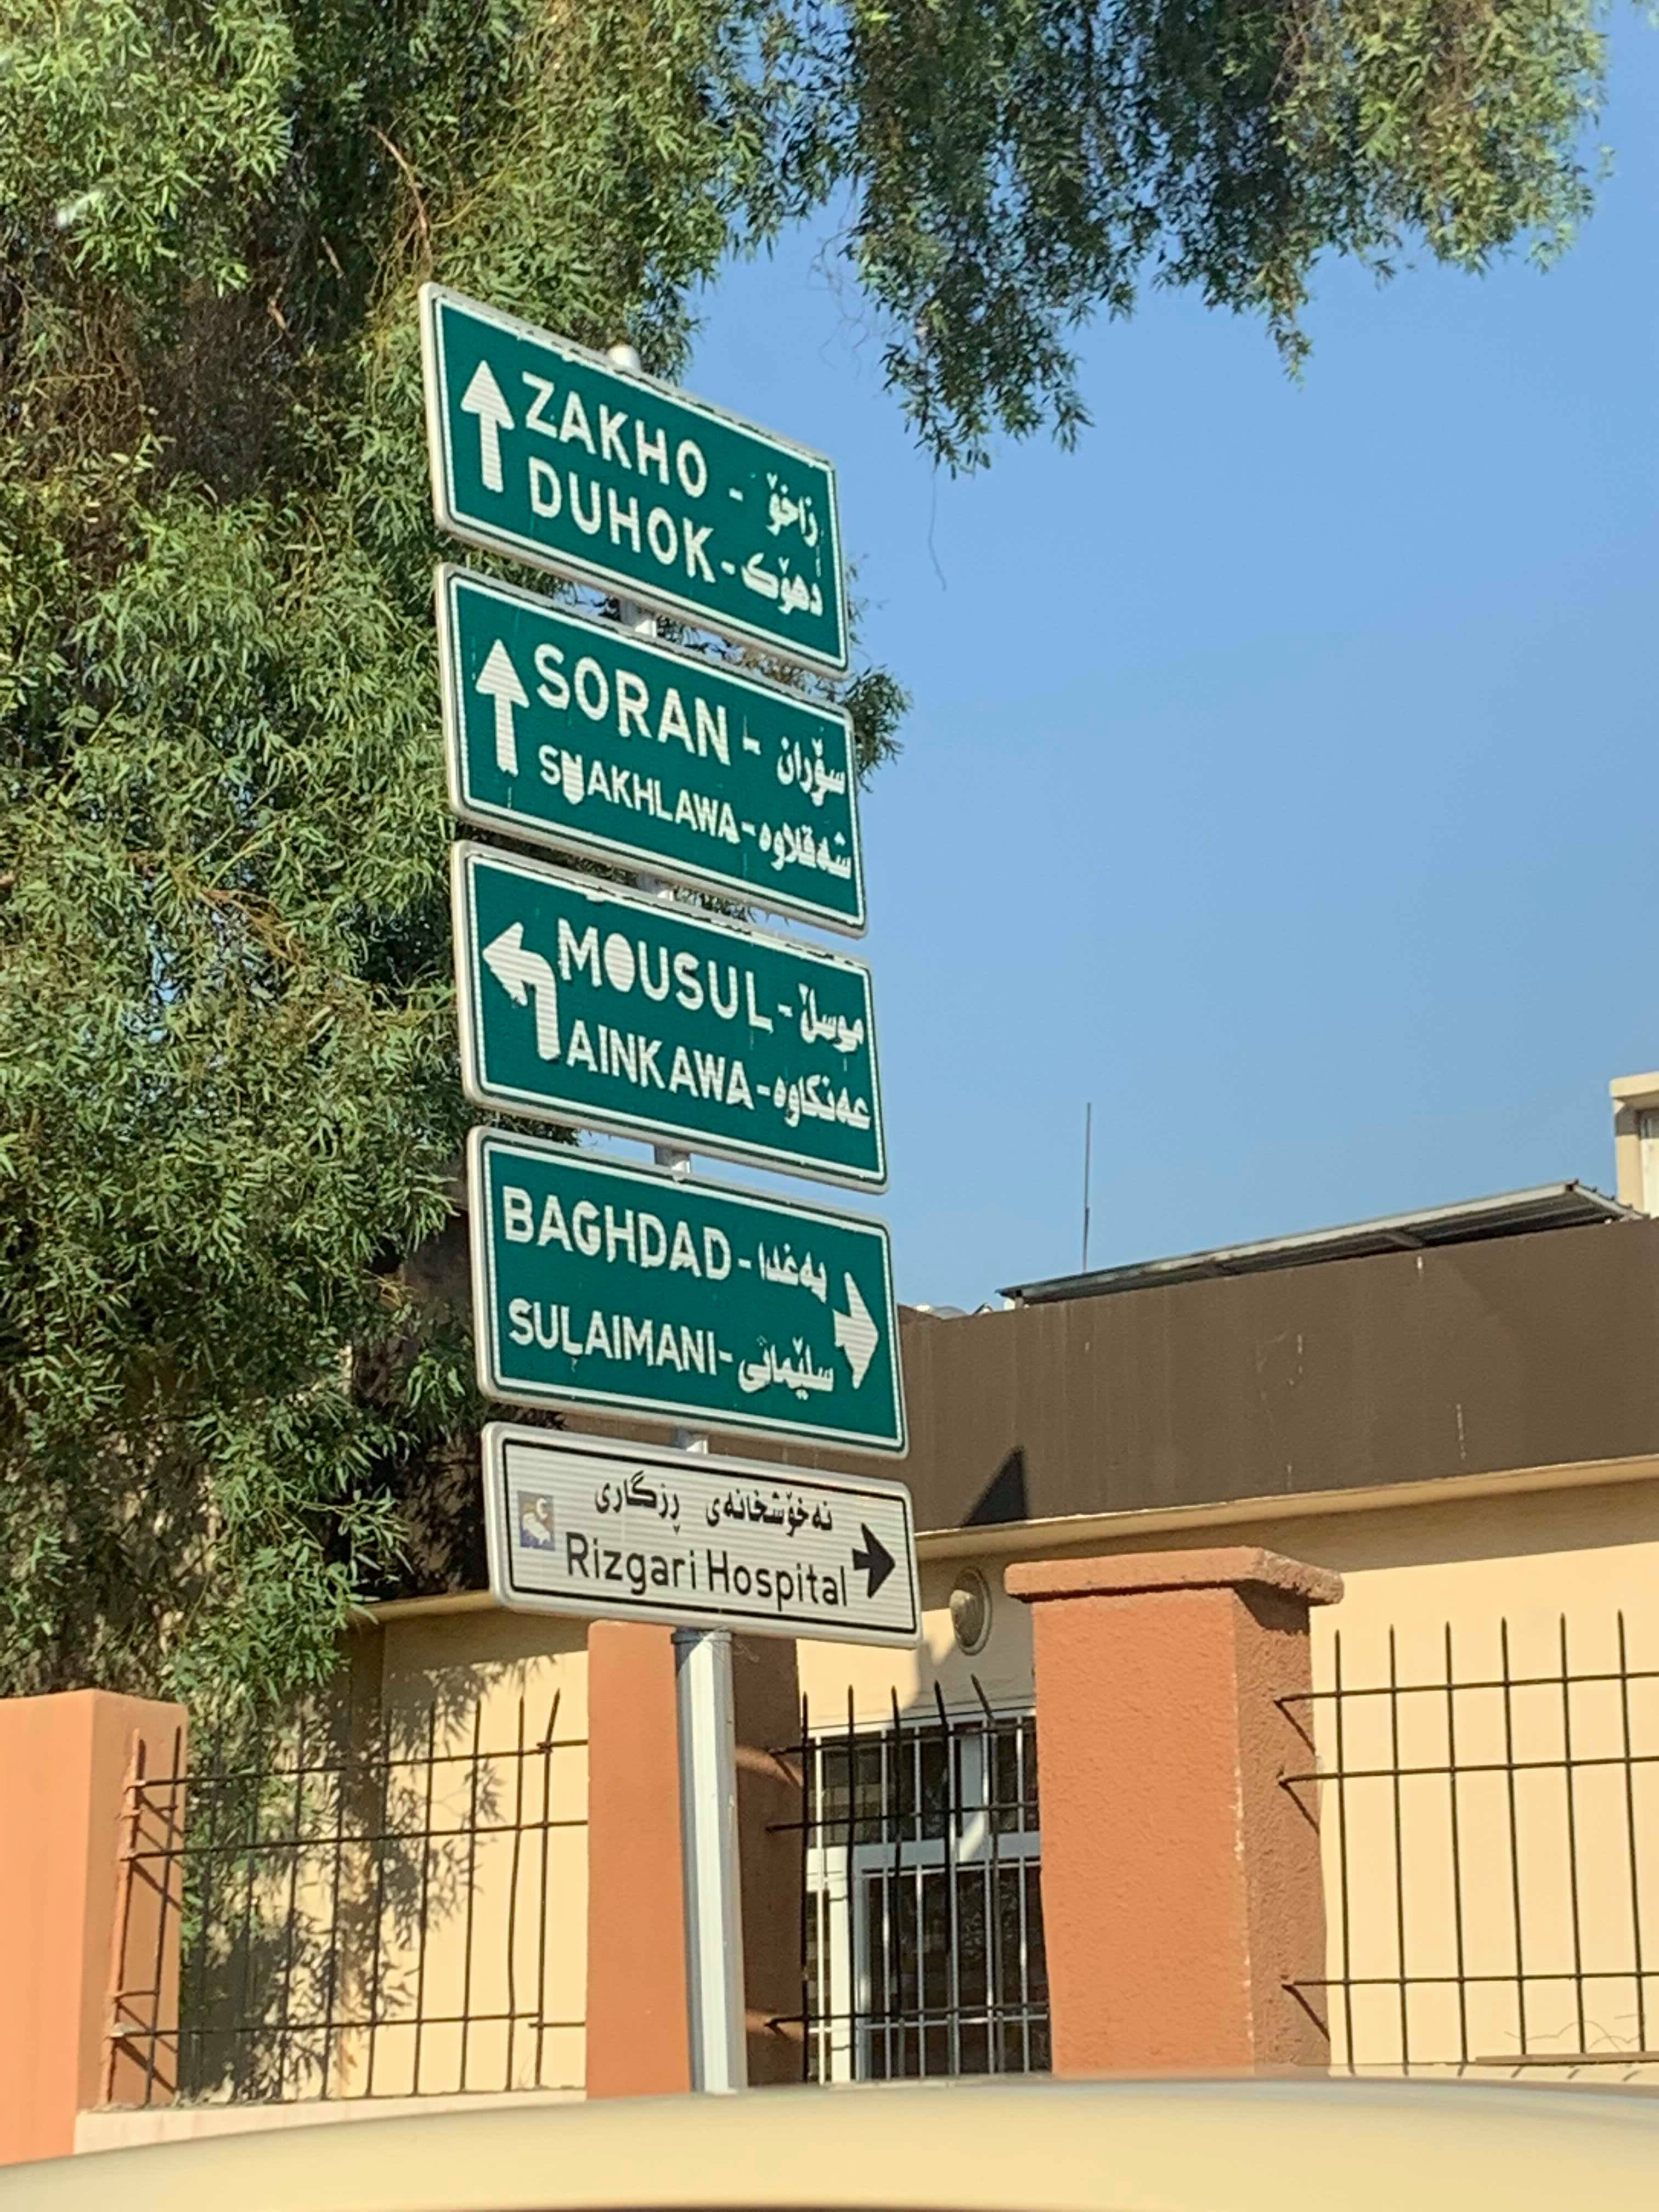 ZAKHO - زاخۆ
DUHOK - دهۆک
SORAN - سۆران
SHAKHLAWA - شەقلاوە
MOUSUL - موسڵ
AINKAWA - عەنکاوە
BAGHDAD - بەغدا
SULAIMANI - سلێمانی
نەخۆشخانەی ڕزگاری
Rizgari Hospital